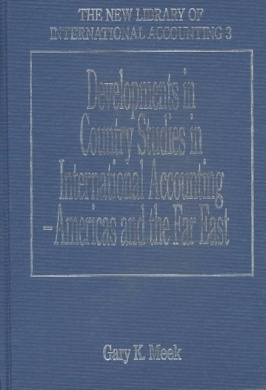 THE NEW LIBRARY OF
INTERNATIONAL ACCOUNTING 3
Developments in
Country Studies in
International Accounting
– Americas and the Far East
Gary K. Meek